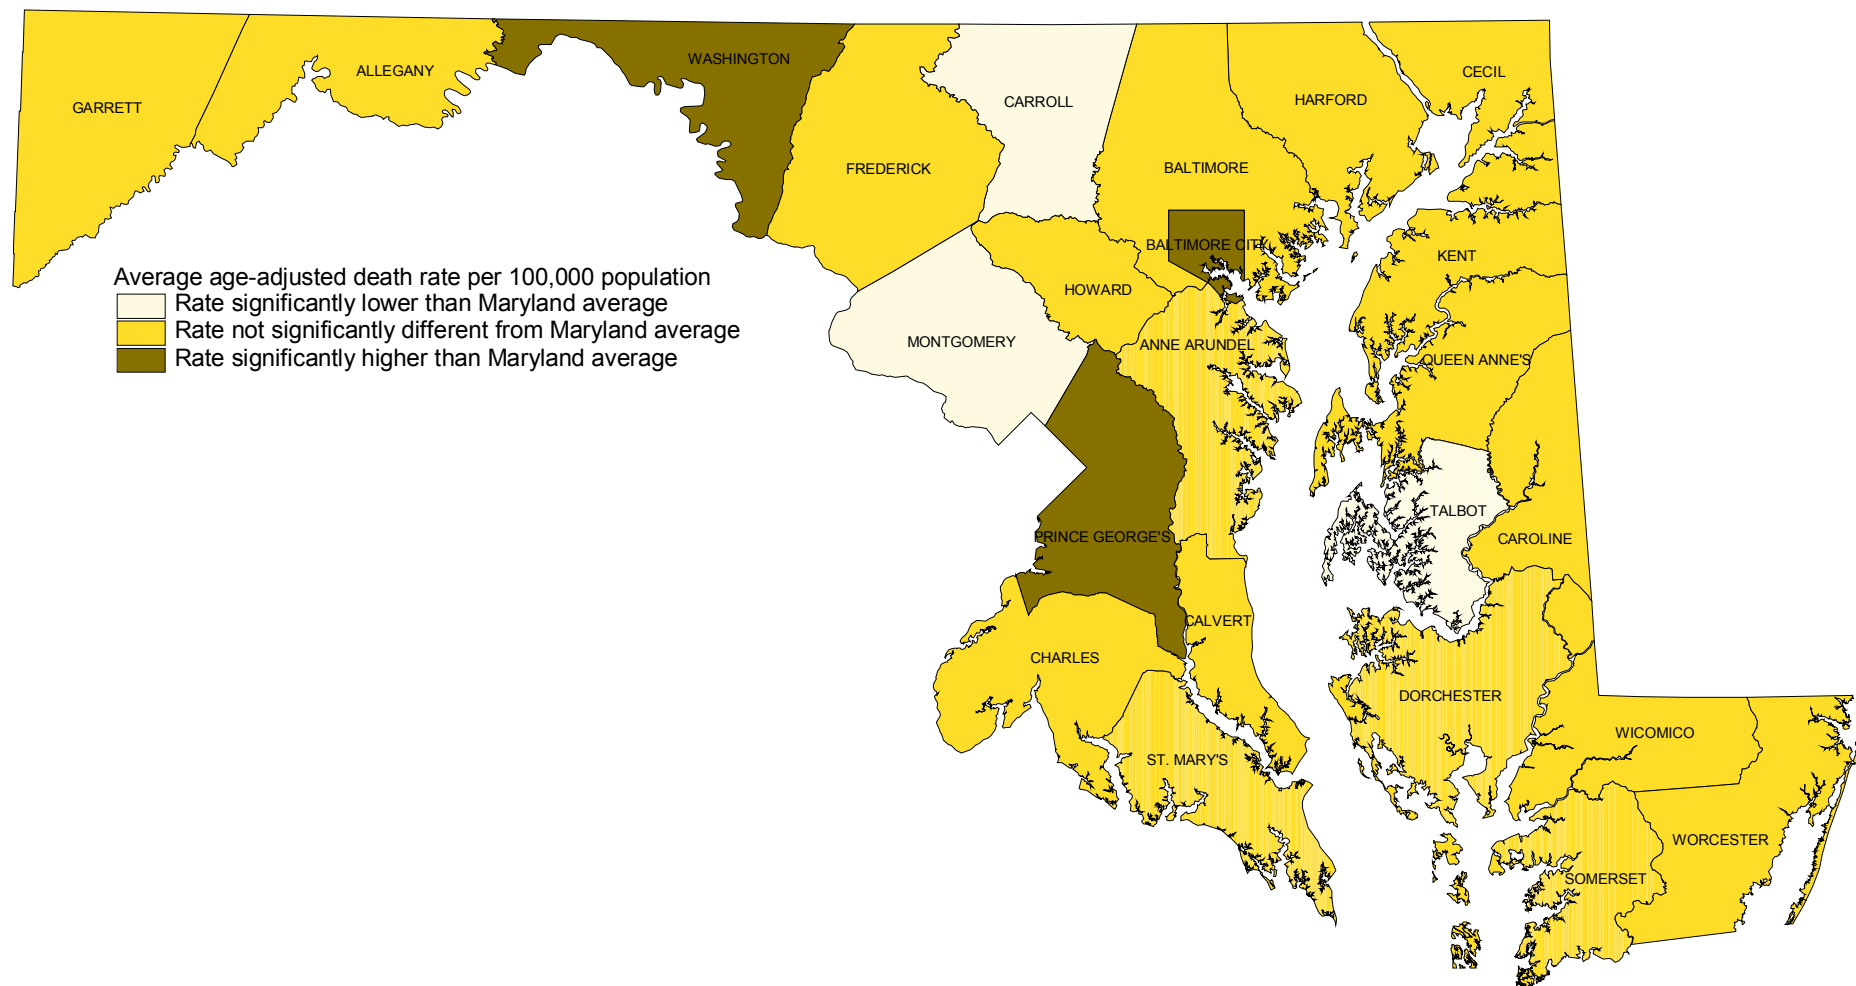 WASHINGTON
ALLEGANY
CECIL
GARRETT
CARROLL
HARFORD
FREDERICK
BALTIMORE
BALTIMORE CITY
KENT
Average age-adjusted death rate per 100,000 population
Rate significantly lower than Maryland average
Rate not significantly different from Maryland average
Rate significantly higher than Maryland average
HOWARD
MONTGOMERY
ANNE ARUNDEL
QUEEN ANNE'S
TALBOT
PRINCE GEORGE'S
CAROLINE
CALVERT
CHARLES
DORCHESTER
WICOMICO
ST. MARY'S
WORCESTER
SOMERSET